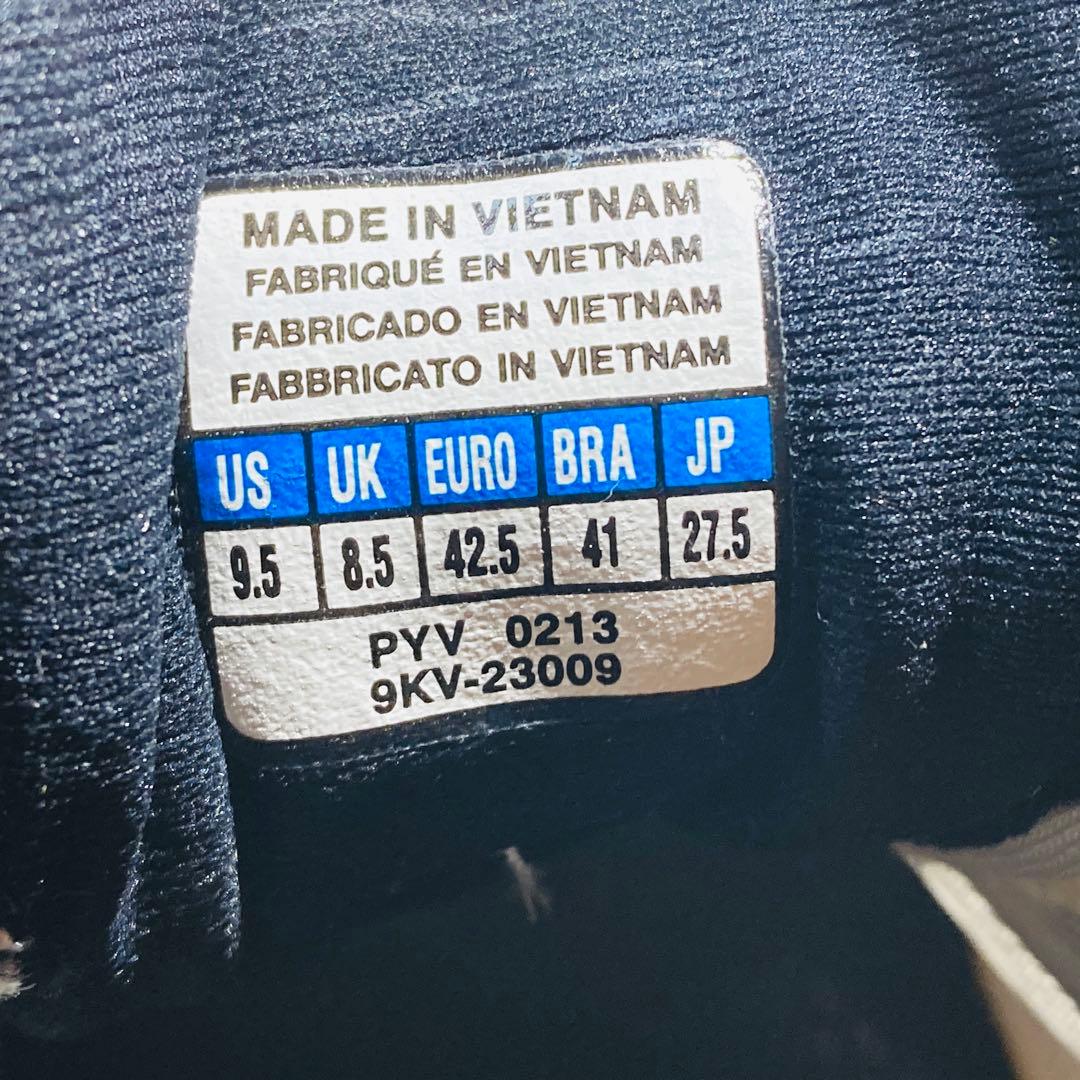 MADE IN VIETNAM
FABRIQUÉ EN VIETNAM
FABRICADO EN VIETNAM
FABBRICATO IN VIETNAM
US UK EURO BRA JP
9.5 8.5 42.5 41 27.5
PYV 0213
9KV-23009